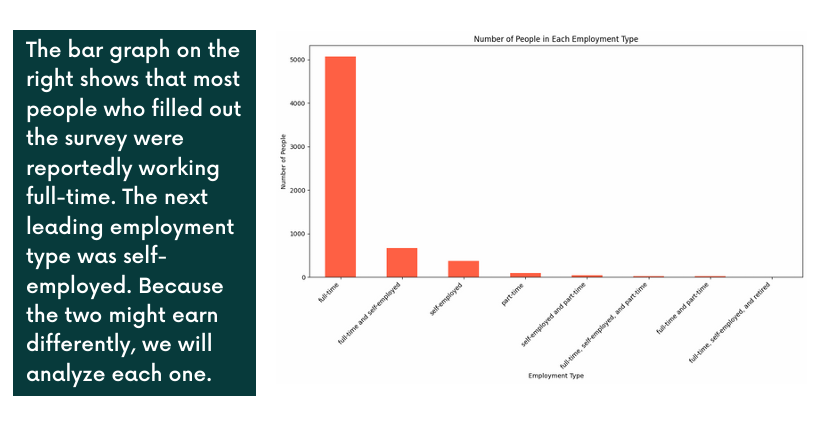 The bar graph on the
right shows that most
people who filled out
the survey were
reportedly working
full-time. The next
leading employment
type was self-
employed. Because
the two might earn
differently, we will
analyze each one.
Number of People in Each Employment Type
Number of People
5000
4000
3000
2000
1000
0
full-time
full-time and self-employed
self-employed
part-time
self-employed and part-time
full-time, self-employed, and part-time
full-time and part-time
full-time, self-employed, and retired
Employment Type